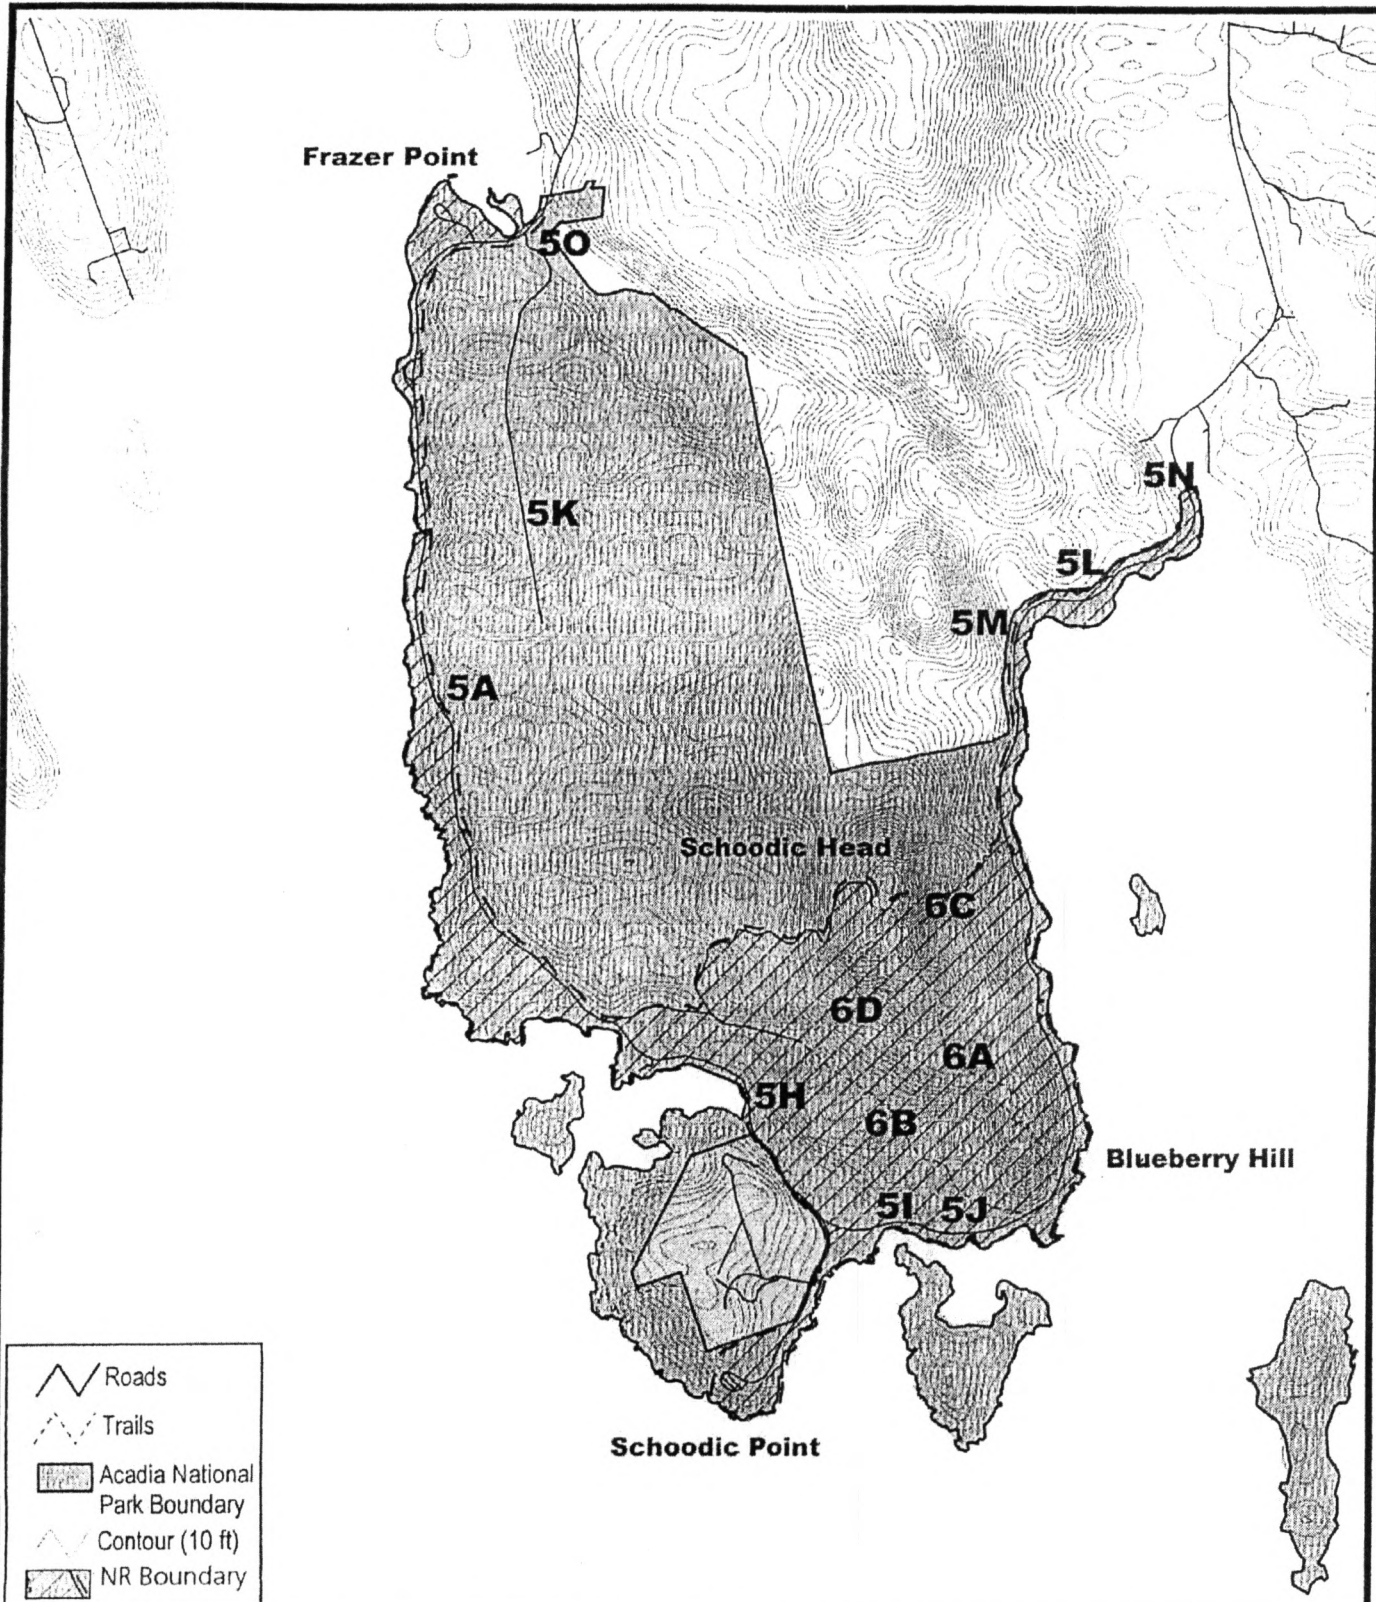 Frazer Point
5O
5K
5N
5L
5M
5A
Schoodic Head
6C
6D
6A
5H
6B
Blueberry Hill
5I
5J
Schoodic Point
Roads
Trails
Acadia National
Park Boundary
Contour (10 ft)
NR Boundary